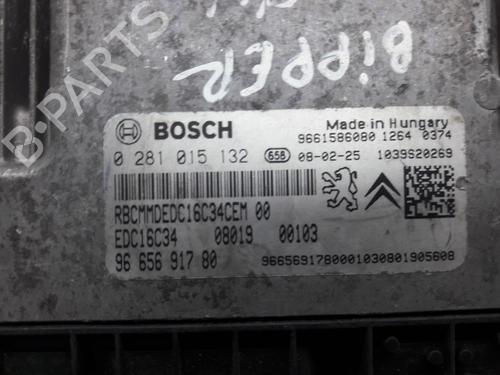 BIPPER
B-PARTS
BOSCH
Made in Hungary
9661586080 1264 0374
0 281 015 132 658 08-02-25 1039S20269
RBCMMDEDC16C34CEM 00
EDC16C34 08019 00103
96 656 917 80 9665691780001030801905608